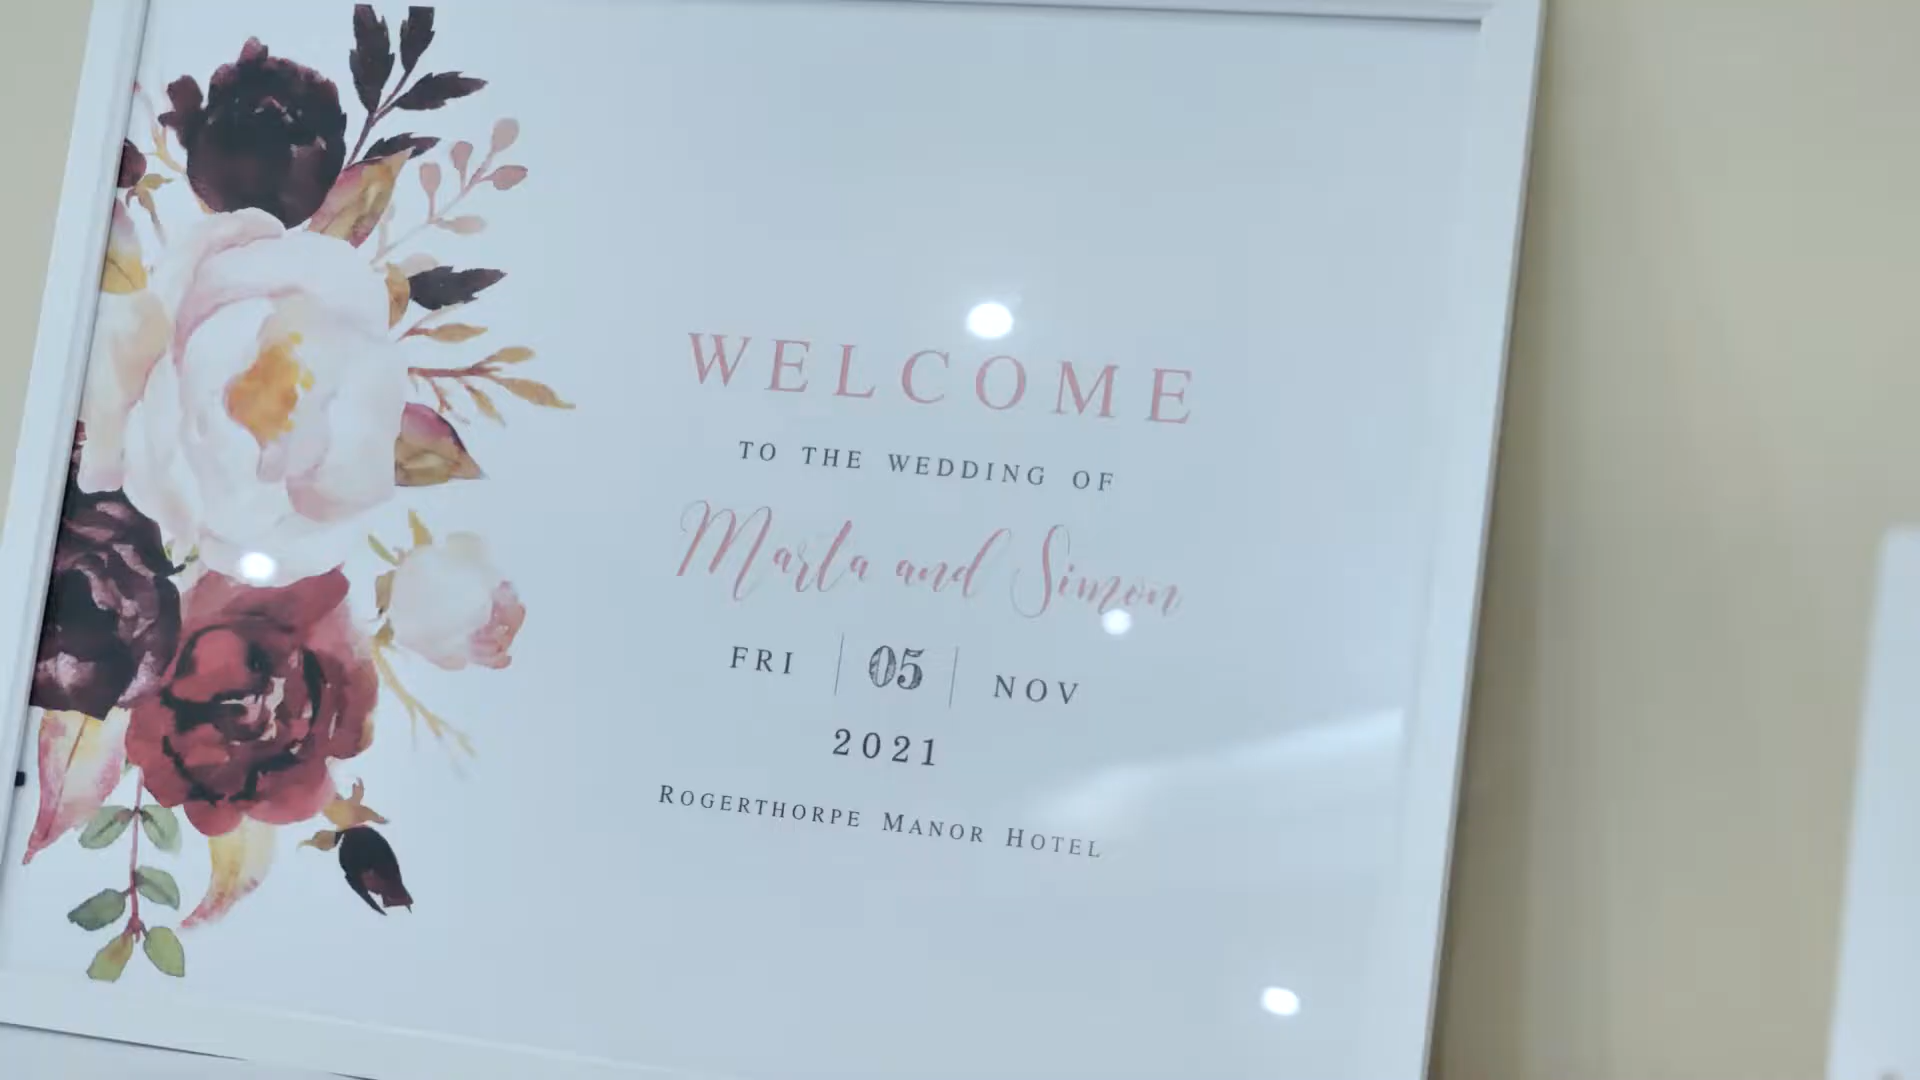 WELCOME
TO THE WEDDING OF
Marta and Simon
FRI | 05 | NOV
2021
ROGERTHORPE MANOR HOTEL